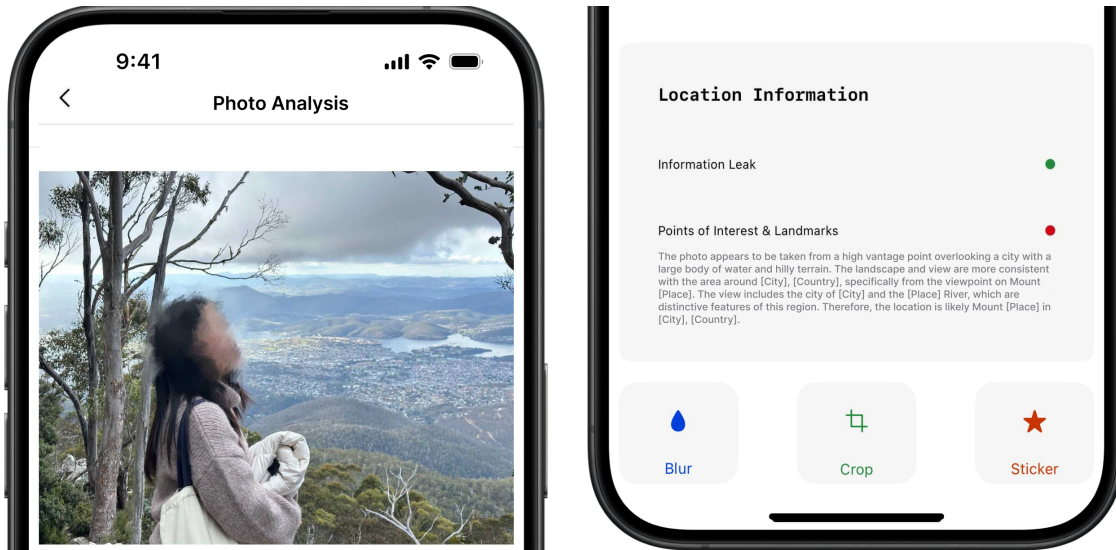 9:41
Photo Analysis
Location Information
Information Leak
Points of Interest & Landmarks
The photo appears to be taken from a high vantage point overlooking a city with a
large body of water and hilly terrain. The landscape and view are more consistent
with the area around [City], [Country], specifically from the viewpoint on Mount
[Place]. The view includes the city of [City] and the [Place] River, which are
distinctive features of this region. Therefore, the location is likely Mount [Place] in
[City], [Country].
Blur
Crop
Sticker